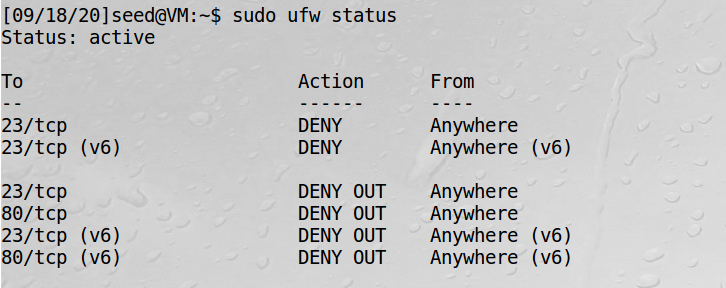 [09/18/20]seed@VM:~$ sudo ufw status
Status: active
To Action From
-- ------ ----
23/tcp DENY Anywhere
23/tcp (v6) DENY Anywhere (v6)
23/tcp DENY OUT Anywhere
80/tcp DENY OUT Anywhere
23/tcp (v6) DENY OUT Anywhere (v6)
80/tcp (v6) DENY OUT Anywhere (v6)